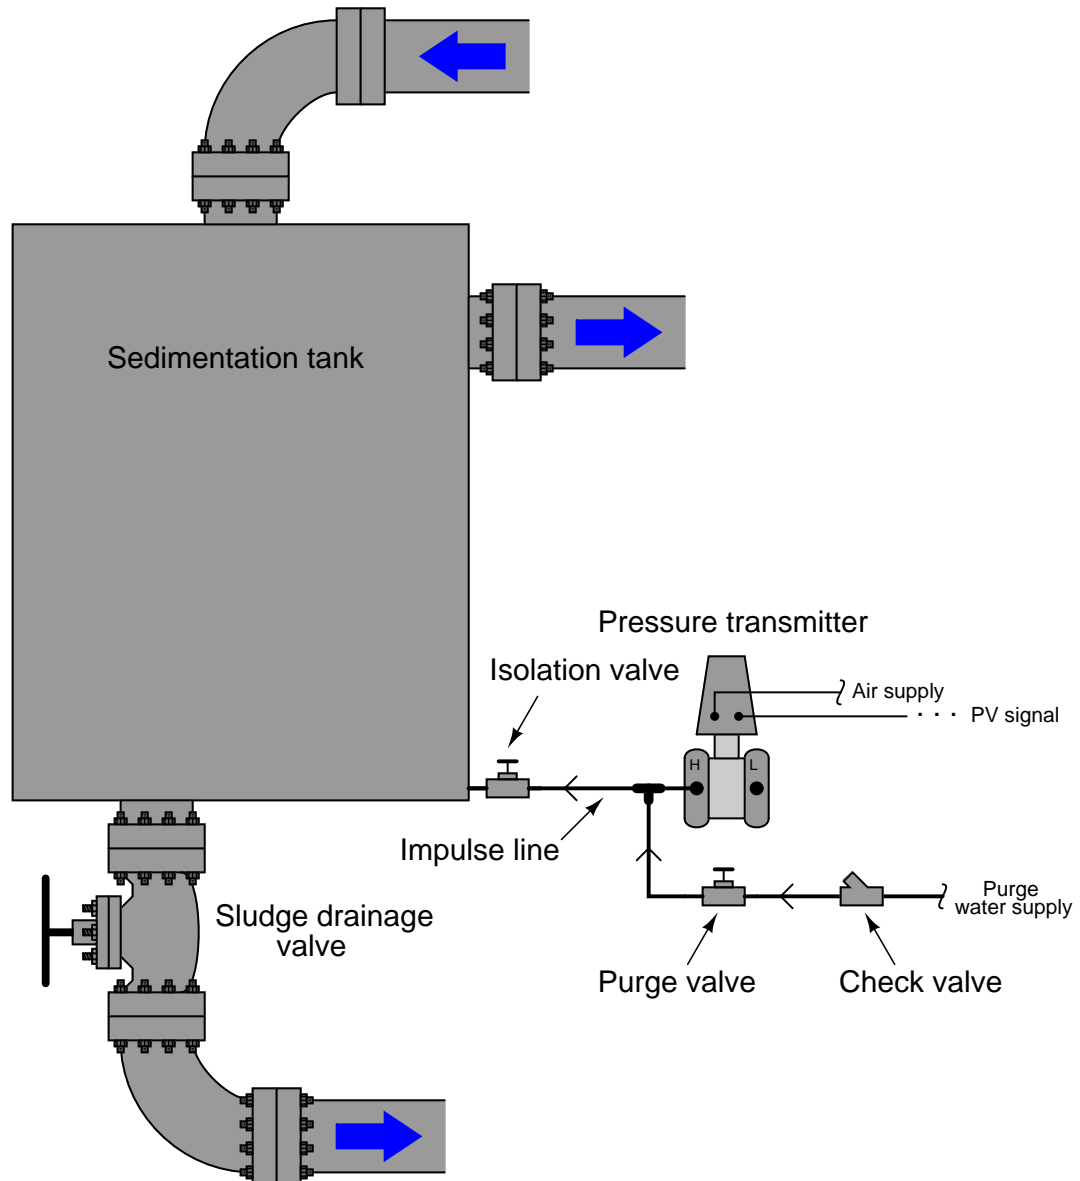 Sedimentation tank
Pressure transmitter
Isolation valve
Air supply
PV signal
H
L
Impulse line
Purge
water supply
Sludge drainage
valve
Purge valve
Check valve